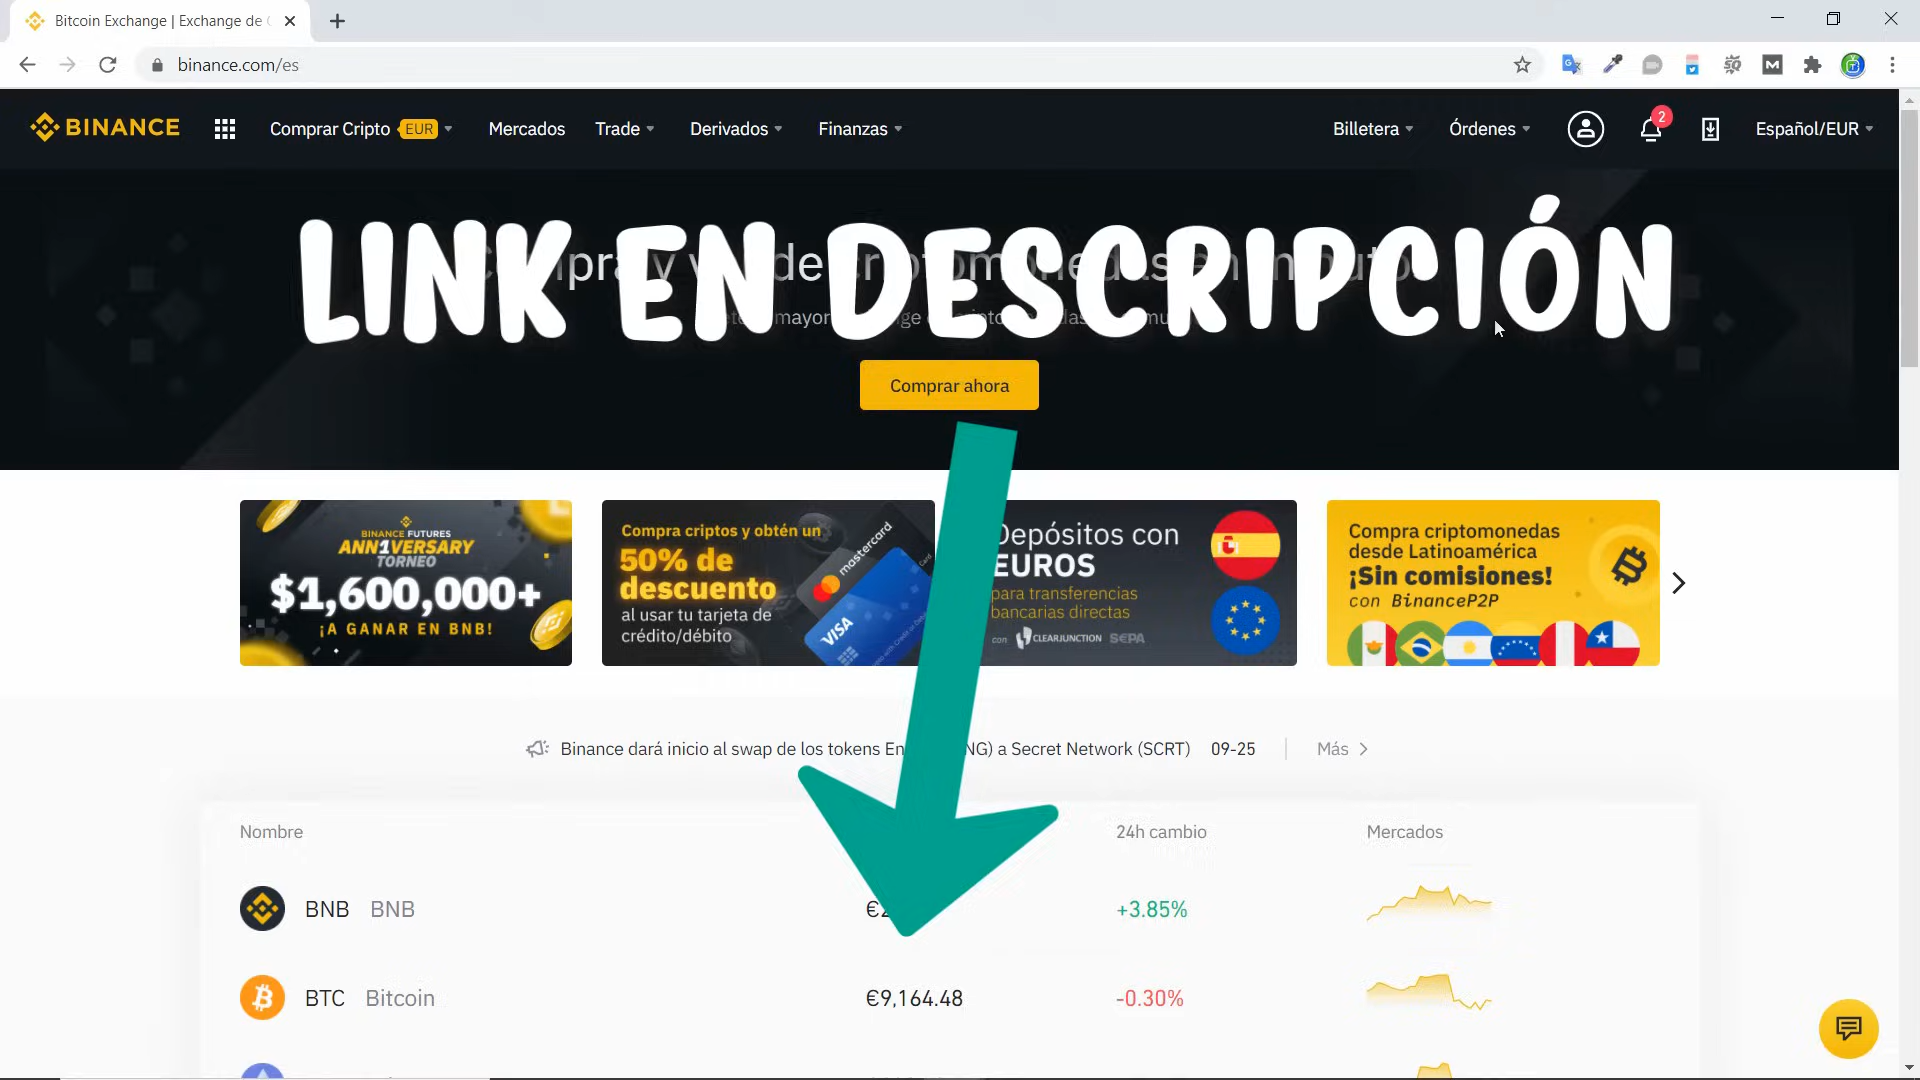 Bitcoin Exchange | Exchange de
binance.com/es
BINANCE
Comprar Cripto EUR
Mercados
Trade
Derivados
Finanzas
Billetera
Órdenes
2
Español/EUR
LINK EN DESCRIPCIÓN
Comprar ahora
BINANCE FUTURES
ANN1VERSARY
TORNEO
$1,600,000+
¡A GANAR EN BNB!
Compra criptos y obtén un
50% de
descuento
al usar tu tarjeta de
crédito/débito
mastercard
VISA
Depósitos con
EUROS
para transferencias
bancarias directas
con CLEARJUNCTION SEPA
Compra criptomonedas
desde Latinoamérica
¡Sin comisiones!
con BinanceP2P
Binance dará inicio al swap de los tokens a Secret Network (SCRT) 09-25
Más
Nombre
24h cambio
Mercados
BNB BNB
+3.85%
BTC Bitcoin
€9,164.48
-0.30%